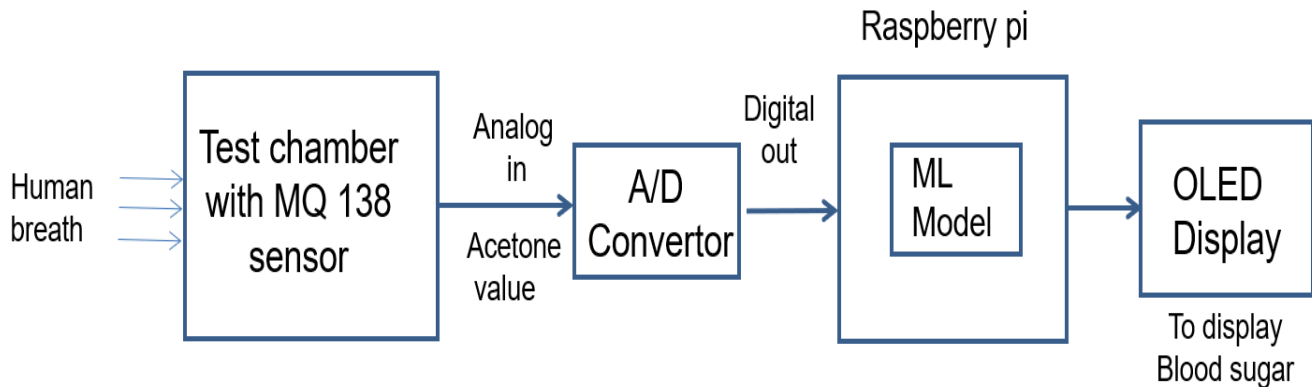 Human
breath
Test chamber
with MQ 138
sensor
Analog
in
Acetone
value
A/D
Convertor
Digital
out
Raspberry pi
ML
Model
OLED
Display
To display
Blood sugar